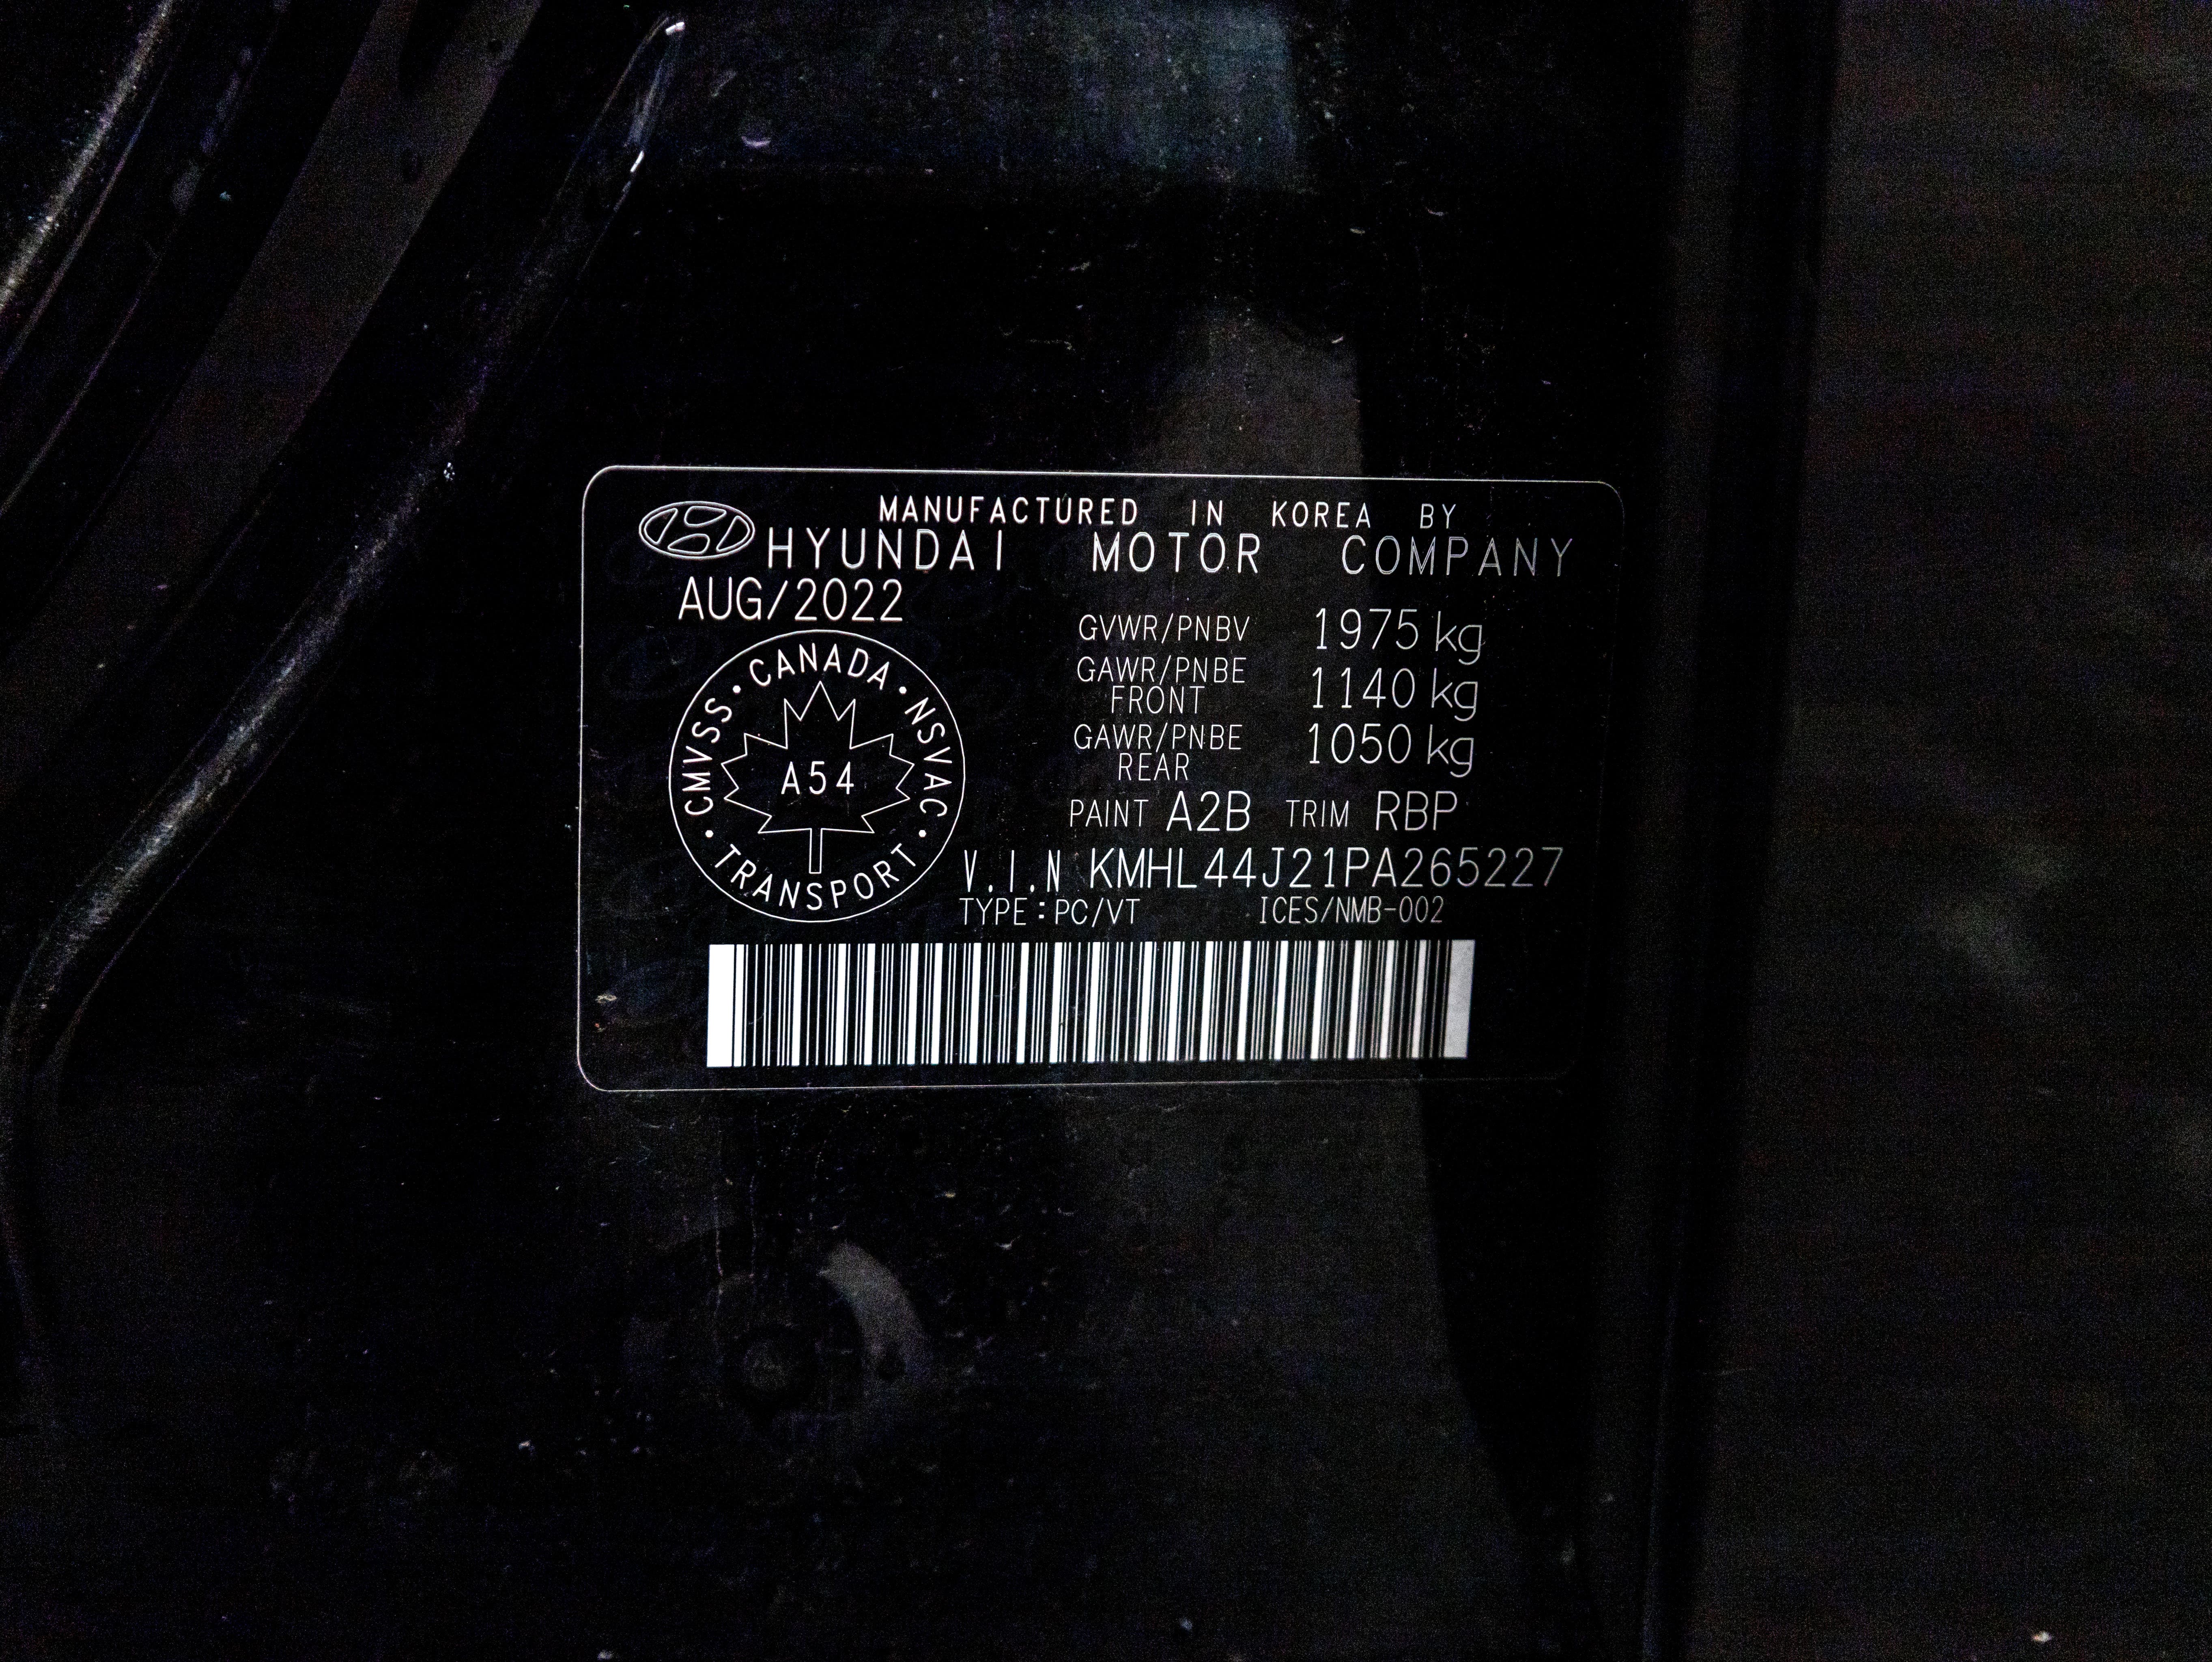 MANUFACTURED IN KOREA BY
HYUNDAI MOTOR COMPANY
AUG/2022
GVWR/PNBV 1975 kg
GAWR/PNBE FRONT 1140 kg
GAWR/PNBE REAR 1050 kg
CMVSS • CANADA • NSVAC • TRANSPORT •
A54
PAINT A2B TRIM RBP
V.I.N KMHL44J21PA265227
TYPE:PC/VT ICES/NMB-002